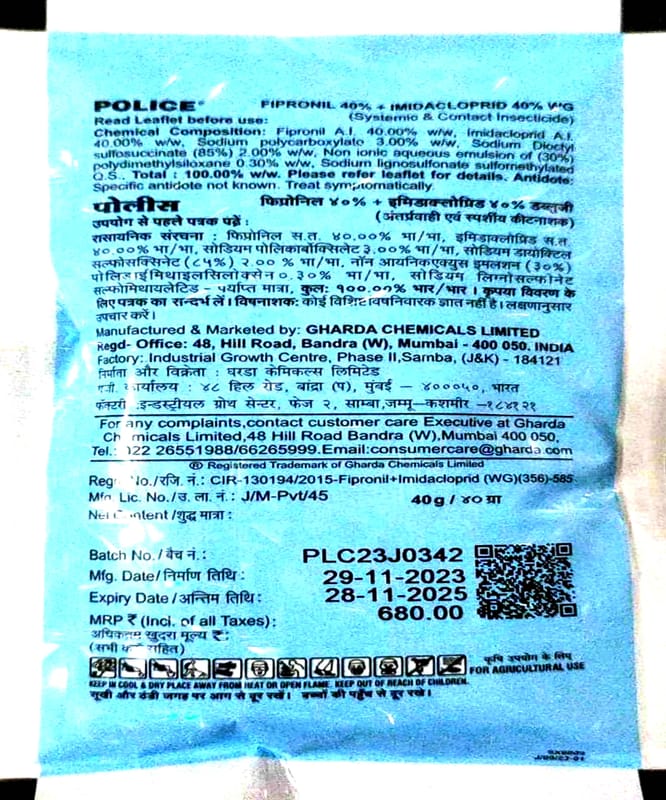 POLICE® FIPRONIL 40% + IMIDACLOPRID 40% WG
Read Leaflet before use: (Systemic & Contact Insecticide)
Chemical Composition: Fipronil A.I. 40.00% w/w, Imidacloprid A.I.
40.00% w/w, Sodium polycarboxylate 3.00% w/w, Sodium Dioctyl
sulfosuccinate (85%) 2.00% w/w, Non ionic aqueous emulsion of (30%)
polydimethylsiloxane 0.30% w/w, Sodium lignosulfonate sulfomethylated
Q.S., Total : 100.00% w/w. Please refer leaflet for details. Antidote:
Specific antidote not known. Treat symptomatically.
पोलीस फिप्रोनिल ४०% + इमिडाक्लोप्रिड ४०% डब्लुजी
उपयोग से पहले पत्रक पढ़ें : (अंतर्प्रवाही एवं स्पर्शीय कीटनाशक)
रासायनिक संरचना : फिप्रोनिल स.त. ४०.००% भा/भा, इमिडाक्लोप्रिड स.त.
४०.००% भा/भा, सोडियम पोलिकार्बोक्सिलेट ३.००% भा/भा, सोडियम डायोक्टिल
सल्फोसक्सिनेट (८५%) २.०० % भा/भा, नॉन आयनिकएक्युस इमलशन (३०%)
०.३०% भा/भा, सोडियम लिग्नोसल्फोनेट
सल्फोमिथायलेटिड - पर्याप्त मात्रा, कुल: १००.००% भार/भार । कृपया विवरण के
लिए पत्रक का सन्दर्भ लें। विषनाशक: कोई विशिष्ट विषनिवारक ज्ञात नहीं है। लक्षणानुसार
उपचार करें।
Manufactured & Marketed by: GHARDA CHEMICALS LIMITED
Regd- Office: 48, Hill Road, Bandra (W), Mumbai - 400 050. INDIA
Factory: Industrial Growth Centre, Phase II,Samba, (J&K) - 184121
निर्माता और विक्रेता : घरडा केमिकल्स लिमिटेड
कार्यालय : ४८ हिल रोड, बांद्रा (प), मुंबई – ४०००५०, भारत
फॅक्टरी इन्डस्ट्रीयल ग्रोथ सेन्टर, फेज २, साम्बा,जम्मू-कश्मीर –१८४१२१
For any complaints,contact customer care Executive at Gharda
Chemicals Limited,48 Hill Road Bandra (W),Mumbai 400 050,
Tel.: 022 26551988/66265999.Email:consumercare@gharda.com
® Registered Trademark of Gharda Chemicals Limited
No./रजि. नं.: CIR-130194/2015-Fipronil+Imidacloprid (WG)(356)-585
Mfg. Lic. No./उ. ला. नं.: J/M-Pvt/45 40g / ४० ग्रा
Net Content /शुद्ध मात्रा :
Batch No. / बैच नं.: PLC23J0342
Mfg. Date/ निर्माण तिथि : 29-11-2023
Expiry Date / अन्तिम तिथि : 28-11-2025
MRP ₹ (Incl. of all Taxes): 680.00
अधिकतम खुदरा मूल्य ₹:
(सभी सहित)
कृषि उपयोग के लिए
FOR AGRICULTURAL USE
KEEP IN COOL & DRY PLACE AWAY FROM HEAT OR OPEN FLAME. KEEP OUT OF REACH OF CHILDREN.
सूखी और ठंडी जगह पर आग से दूर रखें। बच्चों की पहुँच से दूर रखें।